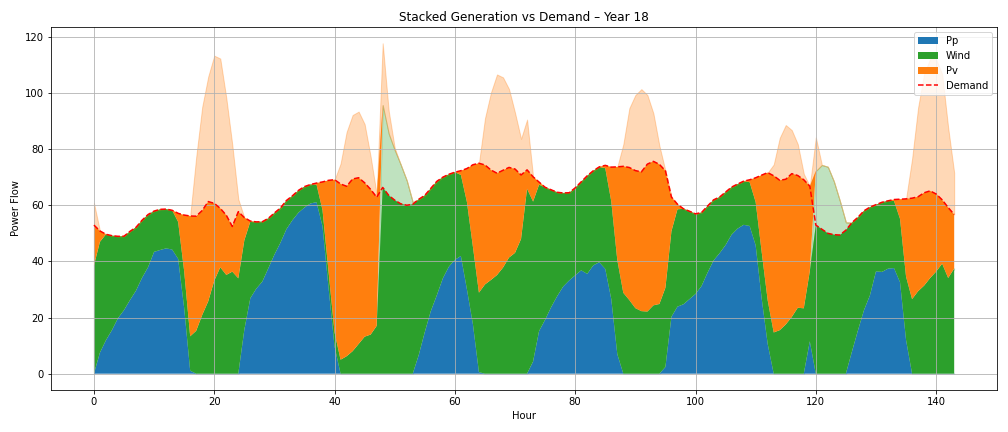 Stacked Generation vs Demand – Year 18
Pp
Wind
Pv
Demand
Power Flow
120
100
80
60
40
20
0
0 20 40 60 80 100 120 140
Hour